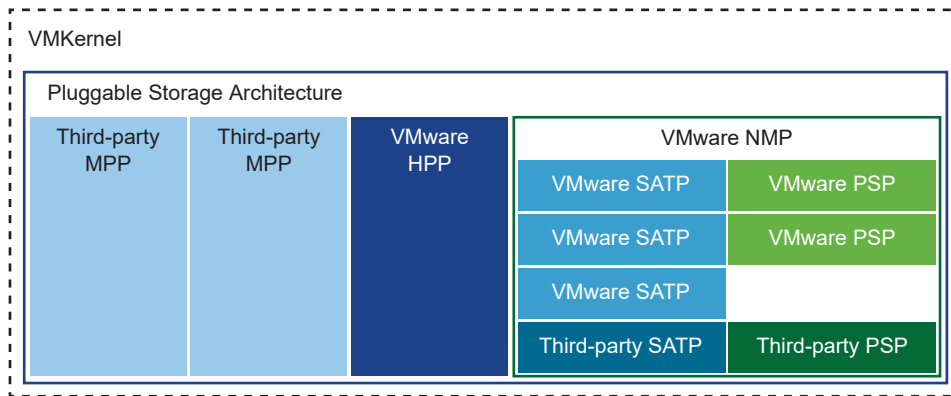 VMKernel
Pluggable Storage Architecture
Third-party
MPP
Third-party
MPP
VMware
HPP
VMware NMP
VMware SATP
VMware PSP
VMware SATP
VMware PSP
VMware SATP
Third-party SATP
Third-party PSP